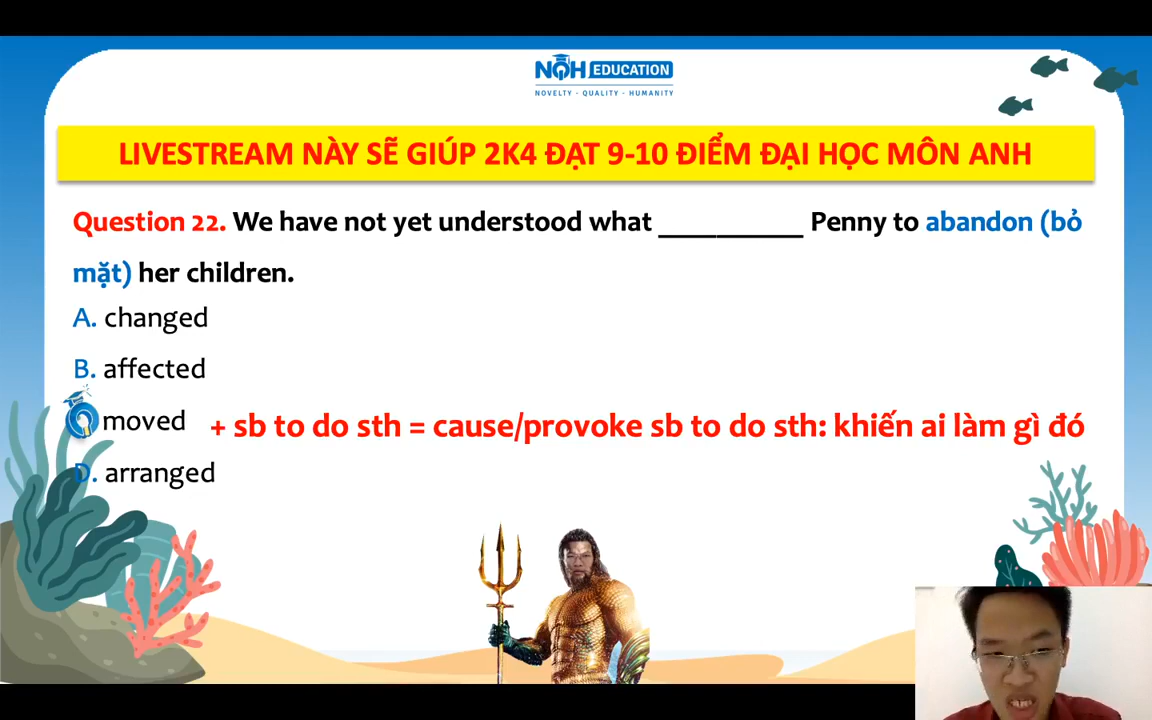 NQH EDUCATION
NOVELTY - QUALITY - HUMANITY
LIVESTREAM NÀY SẼ GIÚP 2K4 ĐẠT 9-10 ĐIỂM ĐẠI HỌC MÔN ANH
Question 22. We have not yet understood what __________ Penny to abandon (bỏ
mặt) her children.
A. changed
B. affected
moved + sb to do sth = cause/provoke sb to do sth: khiến ai làm gì đó
D. arranged